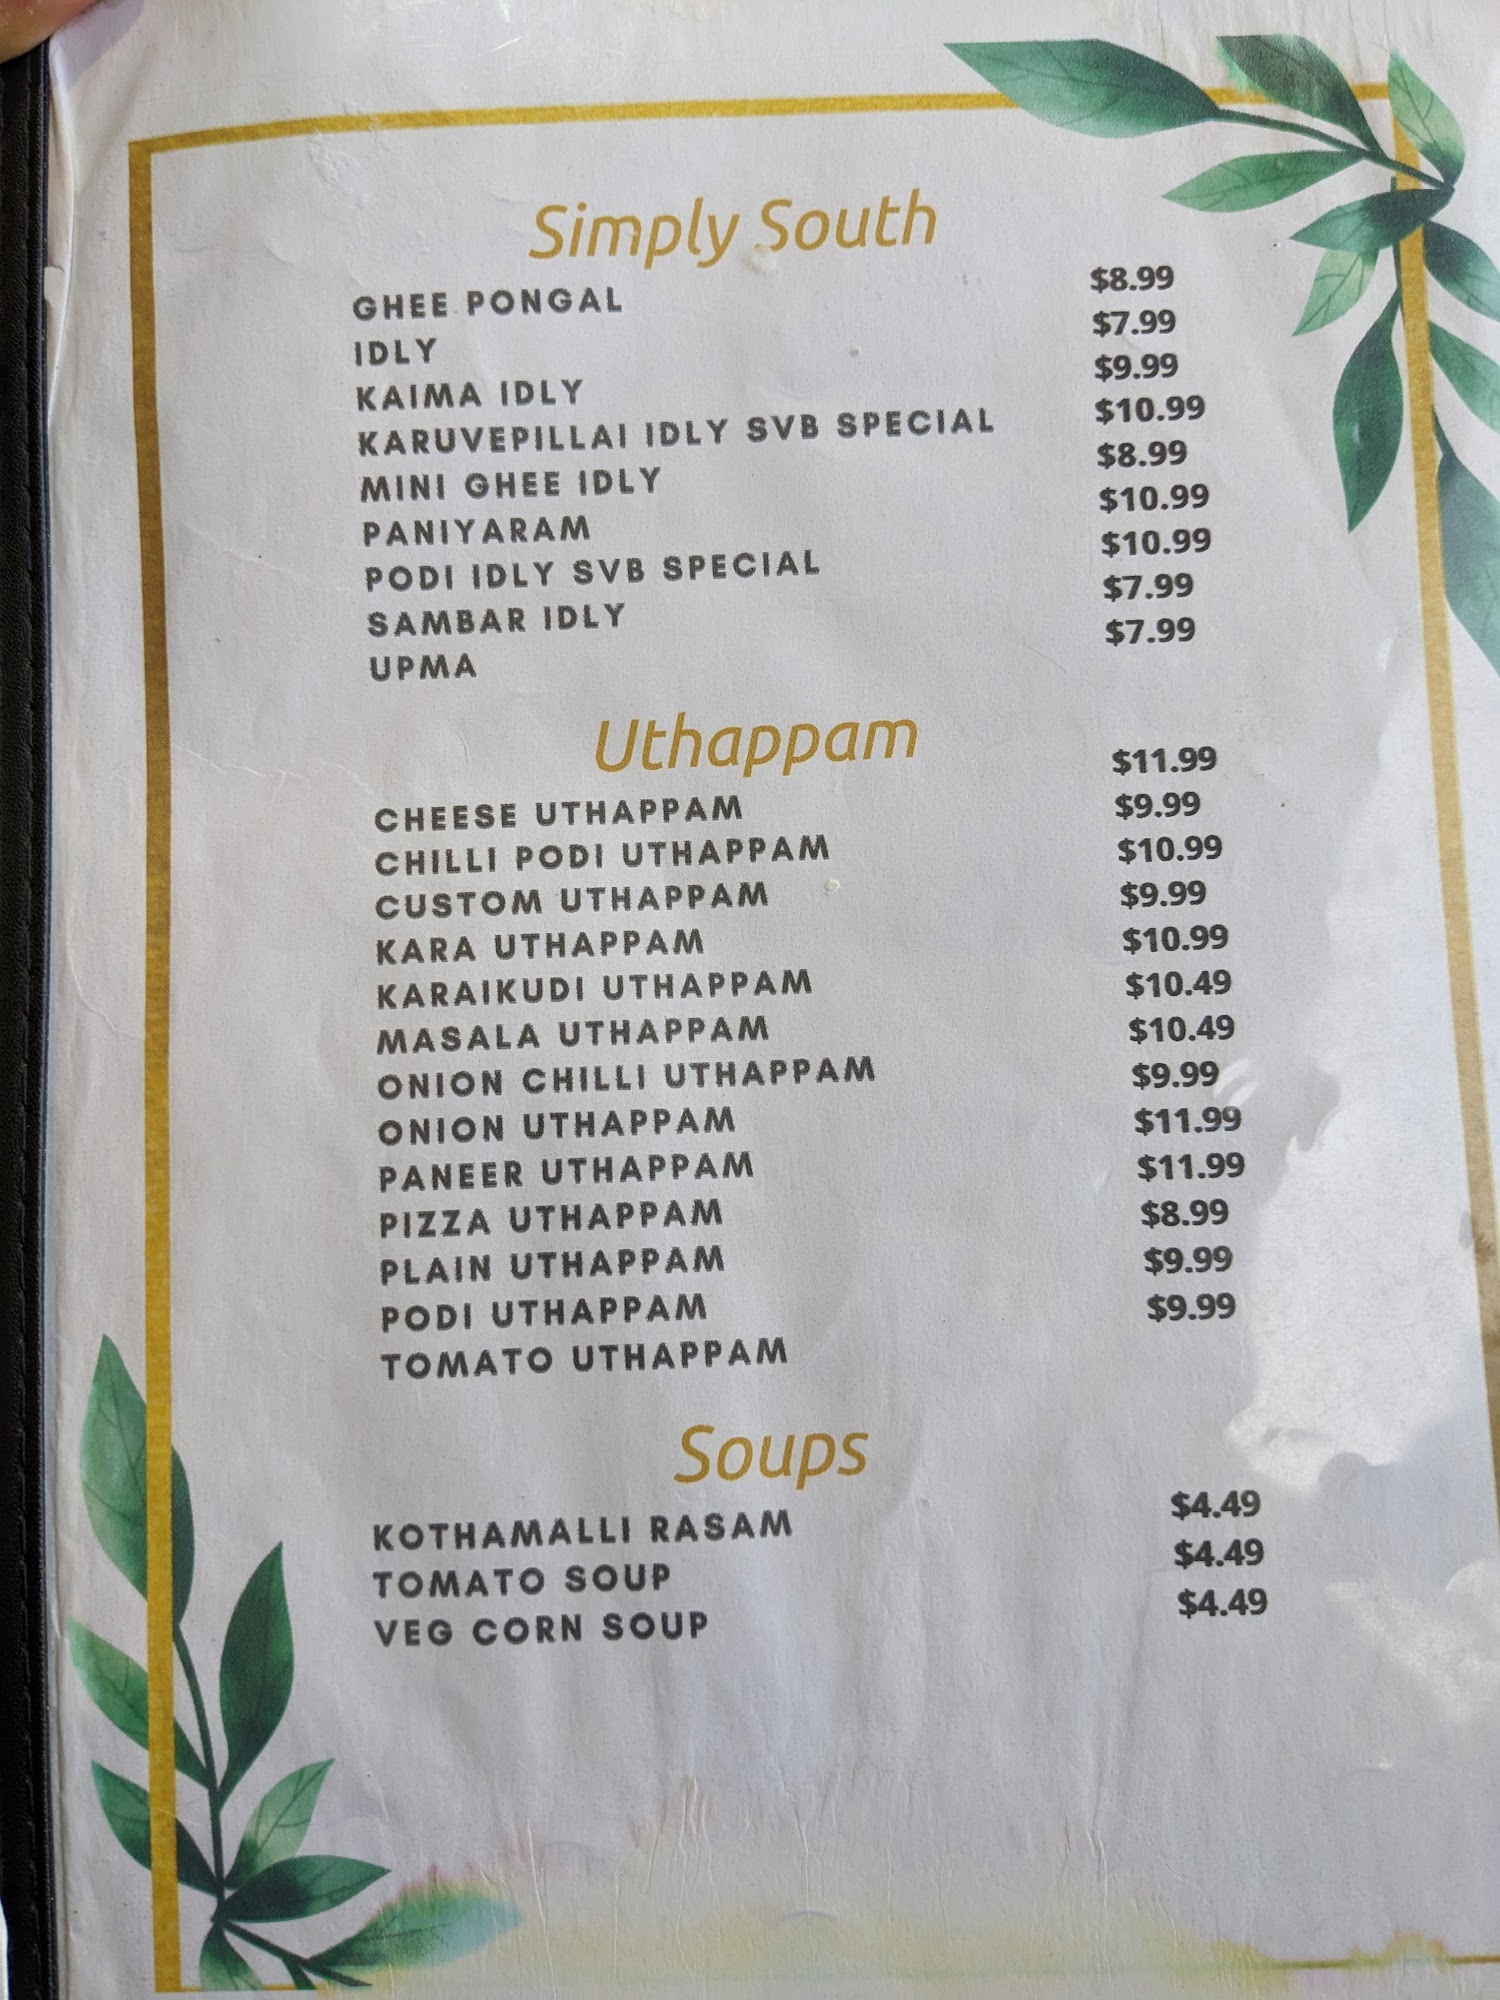 Simply South
GHEE PONGAL $8.99
IDLY $7.99
KAIMA IDLY $9.99
KARUVEPILLAI IDLY SVB SPECIAL $10.99
MINI GHEE IDLY $8.99
PANIYARAM $10.99
PODI IDLY SVB SPECIAL $10.99
SAMBAR IDLY $7.99
UPMA $7.99
Uthappam
CHEESE UTHAPPAM $11.99
CHILLI PODI UTHAPPAM $9.99
CUSTOM UTHAPPAM $10.99
KARA UTHAPPAM $9.99
KARAIKUDI UTHAPPAM $10.99
MASALA UTHAPPAM $10.49
ONION CHILLI UTHAPPAM $10.49
ONION UTHAPPAM $9.99
PANEER UTHAPPAM $11.99
PIZZA UTHAPPAM $11.99
PLAIN UTHAPPAM $8.99
PODI UTHAPPAM $9.99
TOMATO UTHAPPAM $9.99
Soups
KOTHAMALLI RASAM $4.49
TOMATO SOUP $4.49
VEG CORN SOUP $4.49